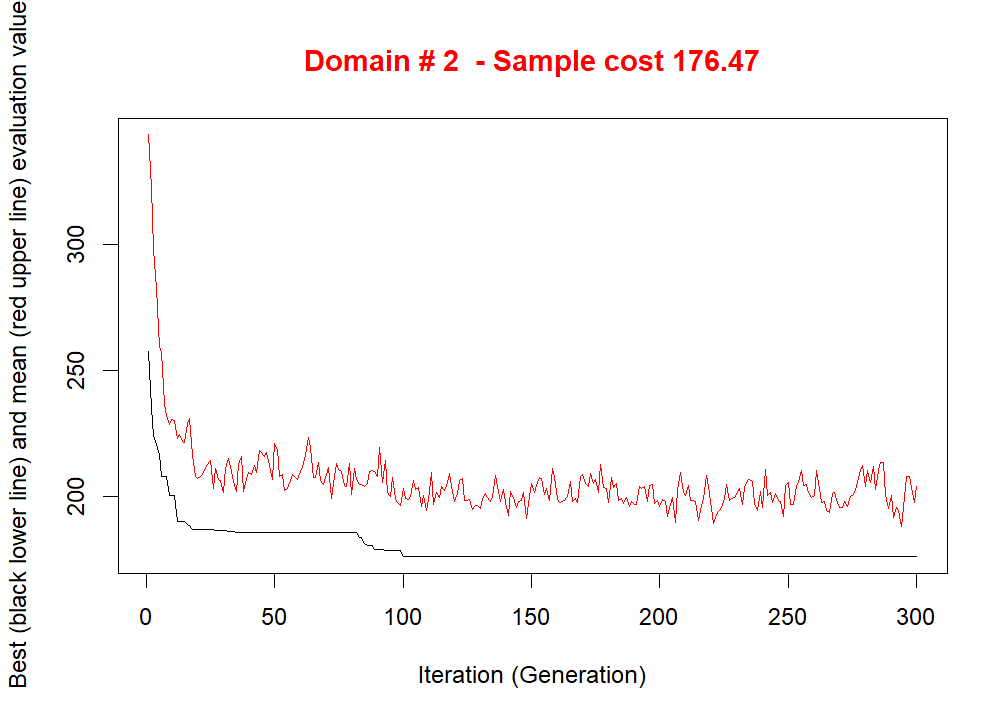 Domain # 2  - Sample cost 176.47
Best (black lower line) and mean (red upper line) evaluation value
300
250
200
0 50 100 150 200 250 300
Iteration (Generation)